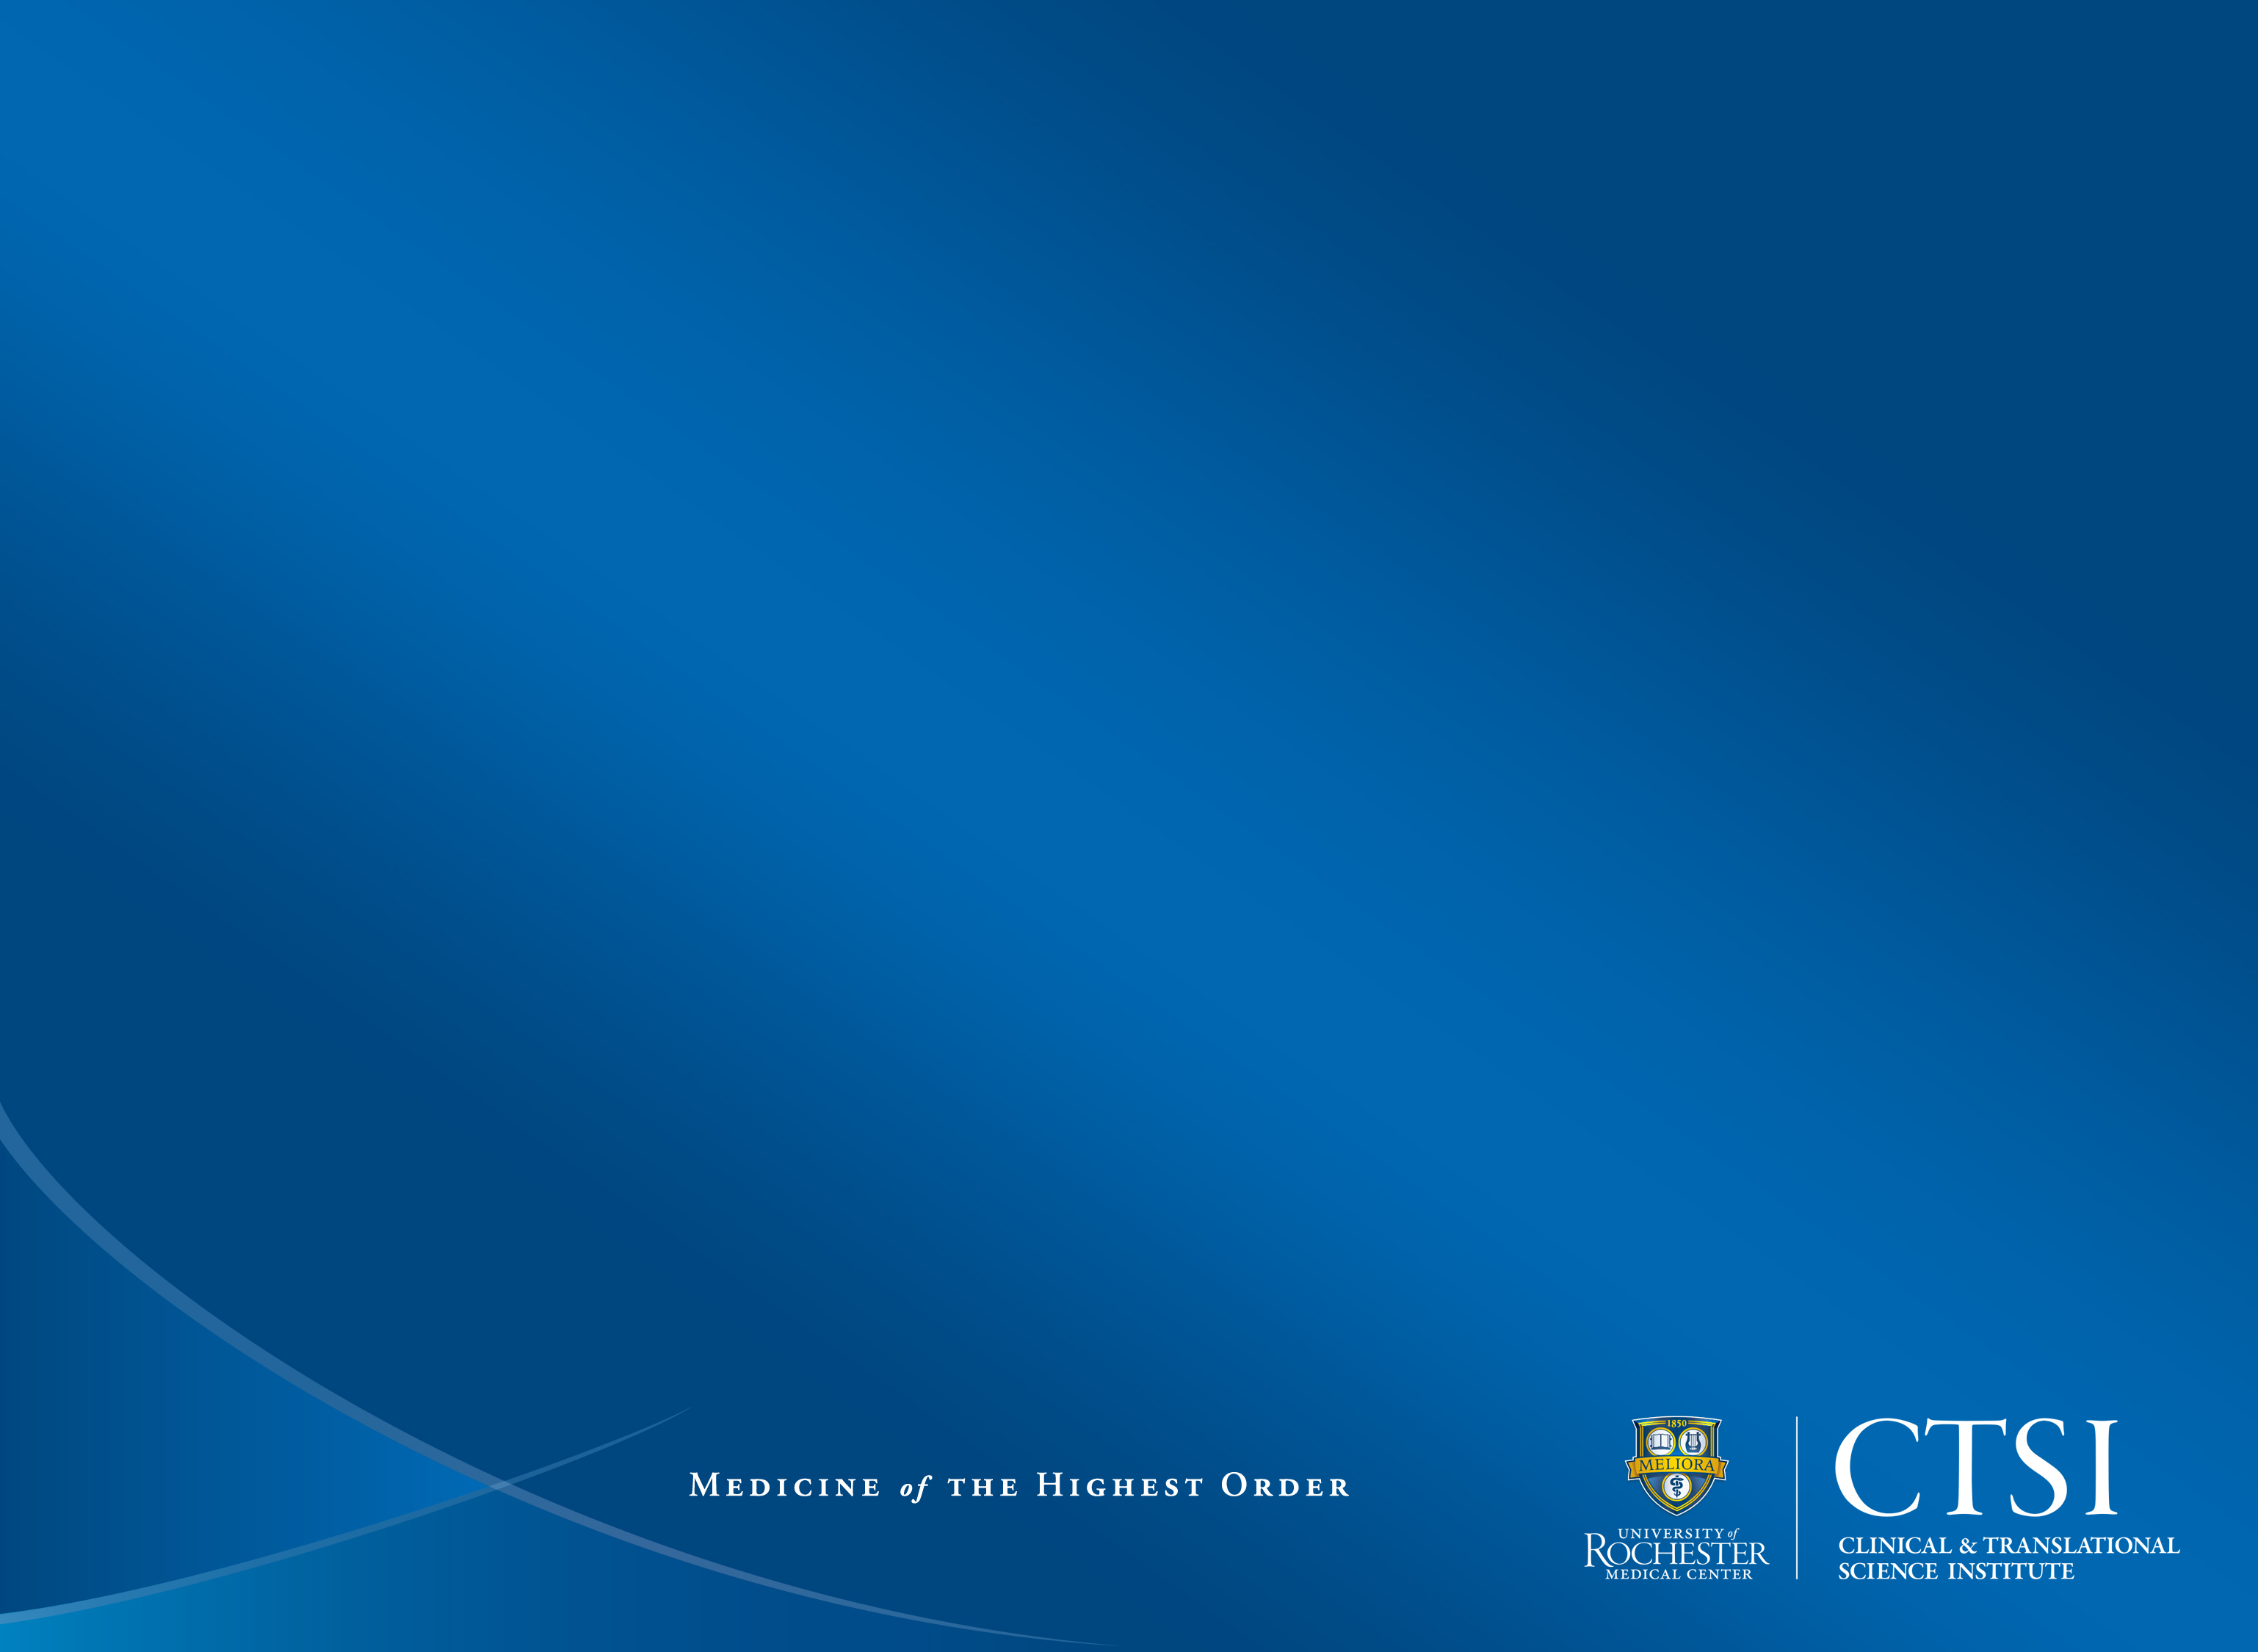 Medicine of the Highest Order
1850
MELIORA
UNIVERSITY of
ROCHESTER
MEDICAL CENTER
CTSI
CLINICAL & TRANSLATIONAL
SCIENCE INSTITUTE